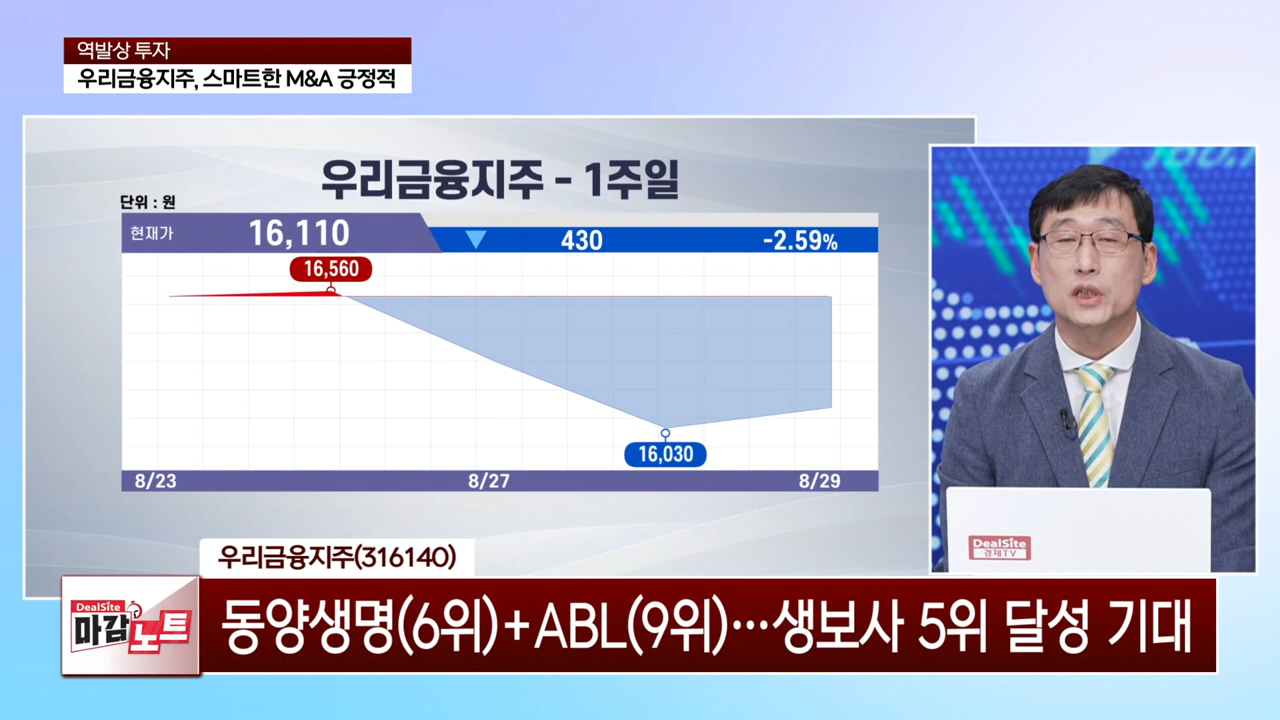 역발상 투자
우리금융지주, 스마트한 M&A 긍정적
우리금융지주 - 1주일
단위 : 원
현재가 16,110 ▼ 430 -2.59%
16,560
16,030
8/23 8/27 8/29
DealSite
경제TV
우리금융지주(316140)
DealSite
마감노트
동양생명(6위)+ABL(9위)…생보사 5위 달성 기대